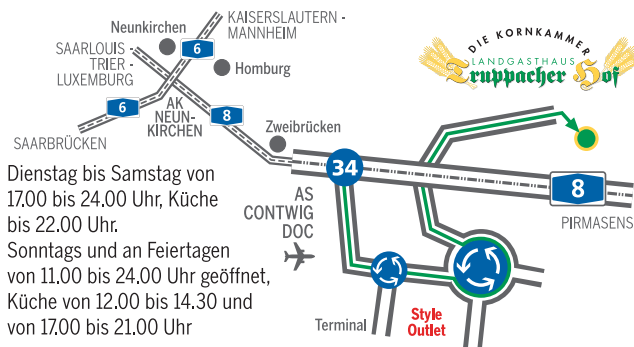 KAISERSLAUTERN -
MANNHEIM
Neunkirchen
6
SAARLOUIS -
TRIER -
LUXEMBURG
Homburg
DIE KORNKAMMER
LANDGASTHAUS
Truppacher Hof
6
AK
NEUN-
KIRCHEN
8
SAARBRÜCKEN
Zweibrücken
34
8
PIRMASENS
AS
CONTWIG
DOC
Dienstag bis Samstag von
17.00 bis 24.00 Uhr, Küche
bis 22.00 Uhr.
Sonntags und an Feiertagen
von 11.00 bis 24.00 Uhr geöffnet,
Küche von 12.00 bis 14.30 und
von 17.00 bis 21.00 Uhr
Terminal
Style
Outlet